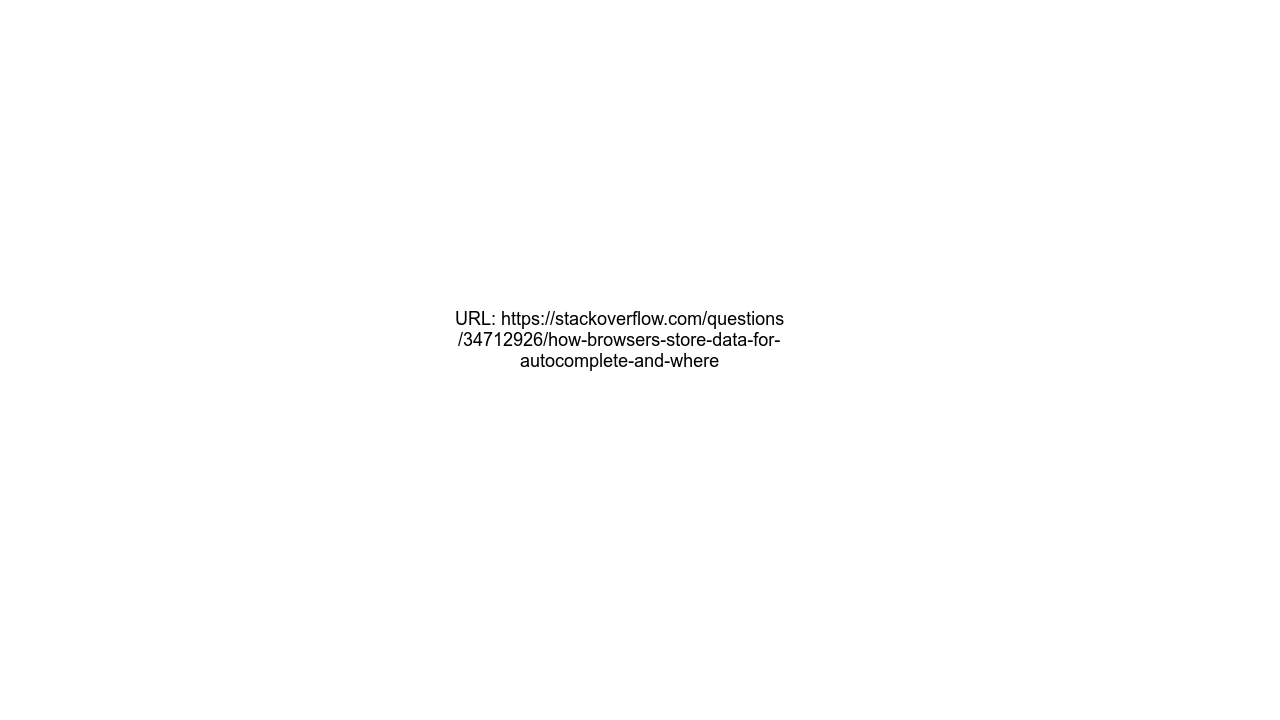 URL: https://stackoverflow.com/questions
/34712926/how-browsers-store-data-for-
autocomplete-and-where